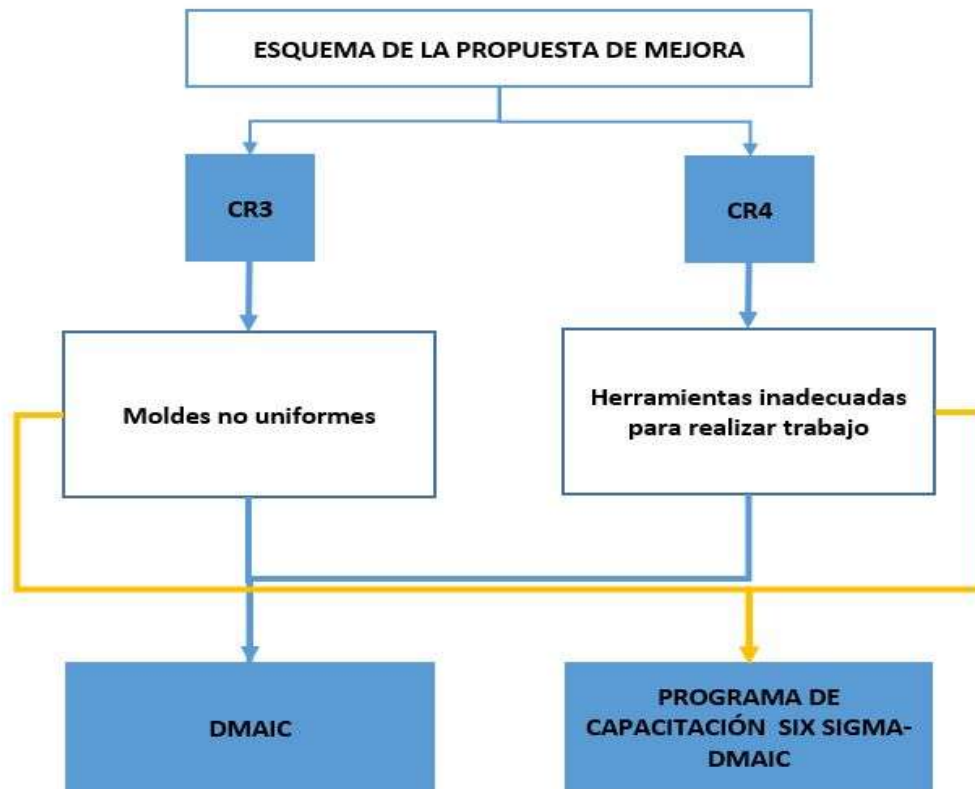 ESQUEMA DE LA PROPUESTA DE MEJORA
CR3
CR4
Moldes no uniformes
Herramientas inadecuadas
para realizar trabajo
DMAIC
PROGRAMA DE
CAPACITACIÓN SIX SIGMA-
DMAIC